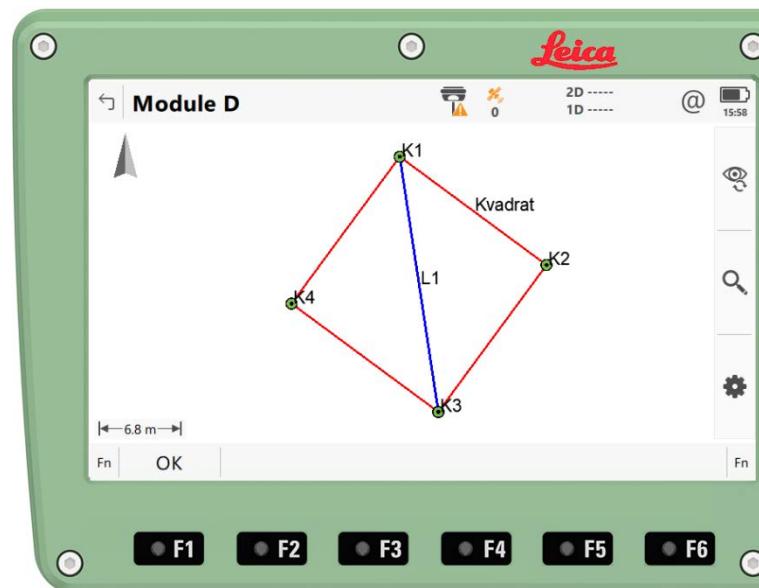 Leica
Module D
0
2D -----
1D -----
@
15:58
K1
Kvadrat
K2
L1
K4
K3
6.8 m
Fn
OK
Fn
F1
F2
F3
F4
F5
F6